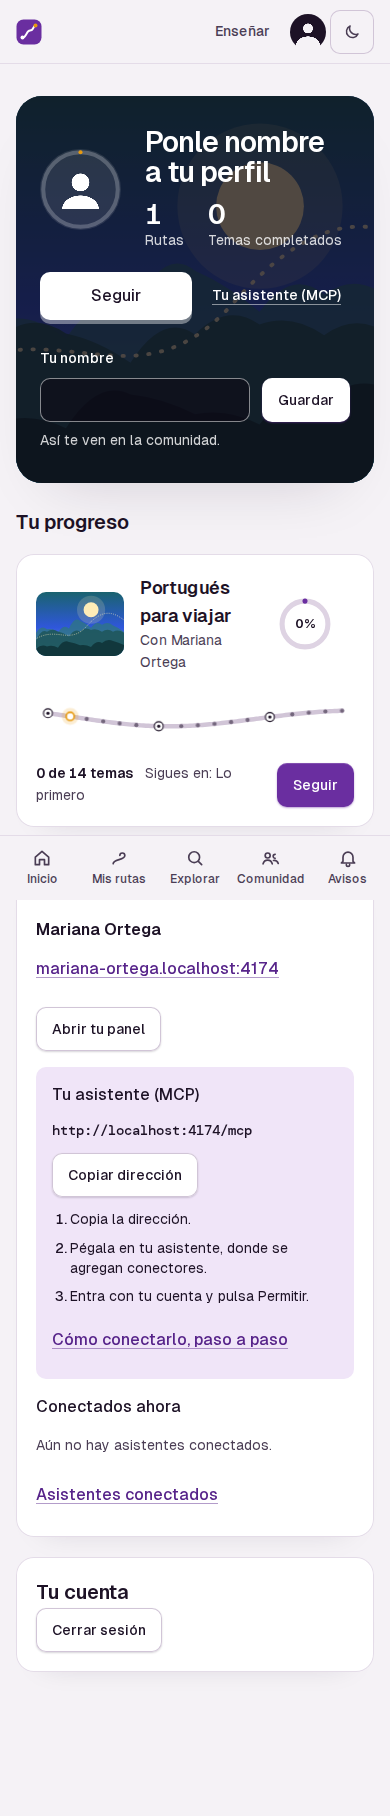 Enseñar
Ponle nombre
a tu perfil
1
Rutas
0
Temas completados
Seguir
Tu asistente (MCP)
Tu nombre
Guardar
Así te ven en la comunidad.
Tu progreso
Portugués
para viajar
Con Mariana
Ortega
0%
0 de 14 temas Sigues en: Lo
primero
Seguir
Inicio
Mis rutas
Explorar
Comunidad
Avisos
Mariana Ortega
mariana-ortega.localhost:4174
Abrir tu panel
Tu asistente (MCP)
http://localhost:4174/mcp
Copiar dirección
1. Copia la dirección.
2. Pégala en tu asistente, donde se
agregan conectores.
3. Entra con tu cuenta y pulsa Permitir.
Cómo conectarlo, paso a paso
Conectados ahora
Aún no hay asistentes conectados.
Asistentes conectados
Tu cuenta
Cerrar sesión